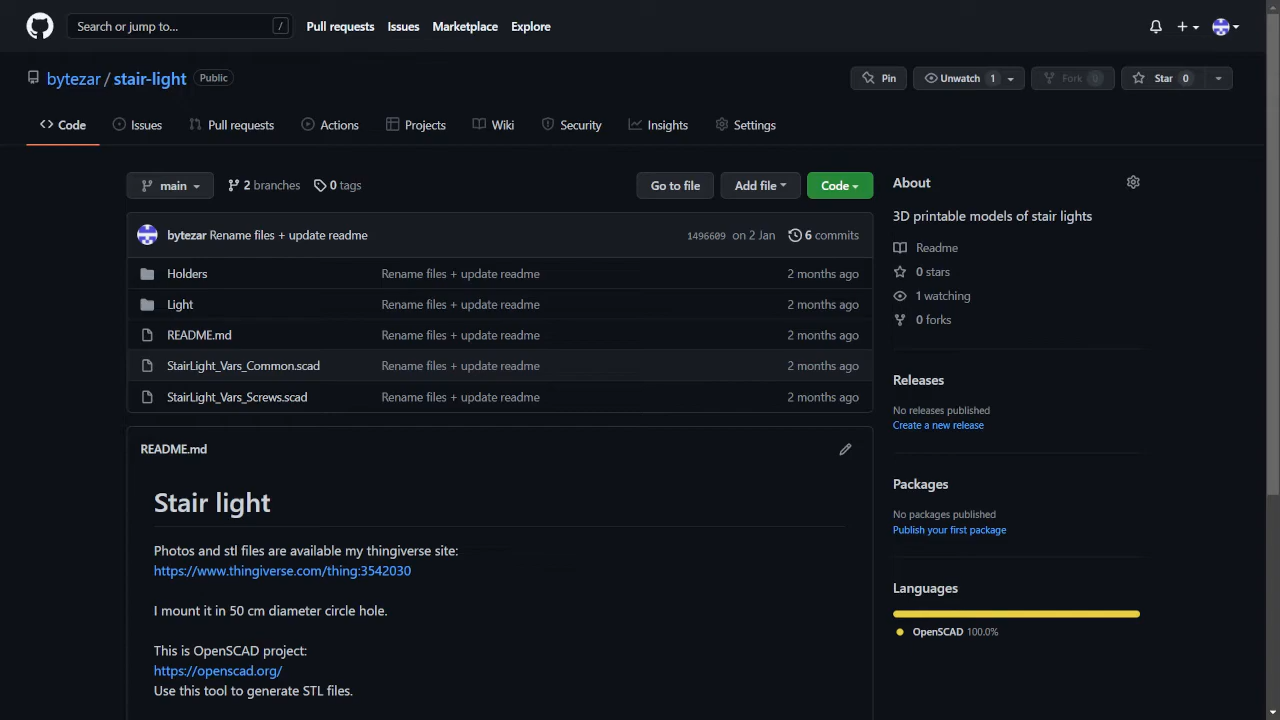 Search or jump to... /
Pull requests Issues Marketplace Explore
bytezar / stair-light Public
Pin Unwatch 1 Fork 0 Star 0
Code Issues Pull requests Actions Projects Wiki Security Insights Settings
main 2 branches 0 tags Go to file Add file Code
bytezar Rename files + update readme 1496609 on 2 Jan 6 commits
Holders Rename files + update readme 2 months ago
Light Rename files + update readme 2 months ago
README.md Rename files + update readme 2 months ago
StairLight_Vars_Common.scad Rename files + update readme 2 months ago
StairLight_Vars_Screws.scad Rename files + update readme 2 months ago
README.md
Stair light
Photos and stl files are available my thingiverse site:
https://www.thingiverse.com/thing:3542030
I mount it in 50 cm diameter circle hole.
This is OpenSCAD project:
https://openscad.org/
Use this tool to generate STL files.
About
3D printable models of stair lights
Readme
0 stars
1 watching
0 forks
Releases
No releases published
Create a new release
Packages
No packages published
Publish your first package
Languages
OpenSCAD 100.0%